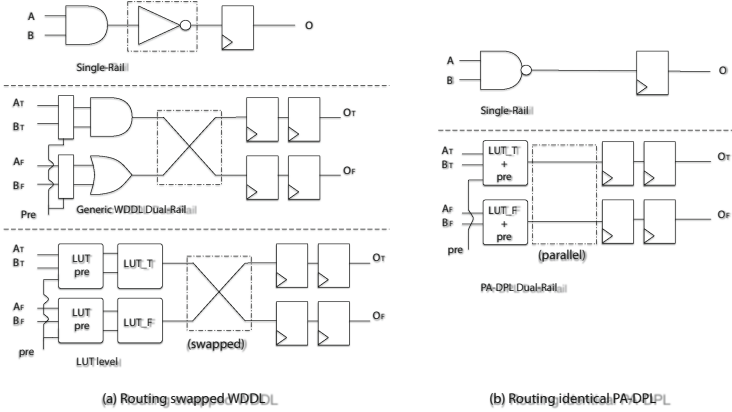 A
B
O
Single-Rail
AT
BT
AF
BF
Pre
OT
OF
Generic WDDL Dual-Rail
AT
BT
AF
BF
pre
LUT pre
LUT_T
LUT pre
LUT_F
OT
OF
(swapped)
LUT level
(a) Routing swapped WDDL
A
B
O
Single-Rail
AT
BT
AF
BF
pre
LUT_T
+
pre
LUT_F
+
pre
OT
OF
(parallel)
PA-DPL Dual-Rail
(b) Routing identical PA-DPL